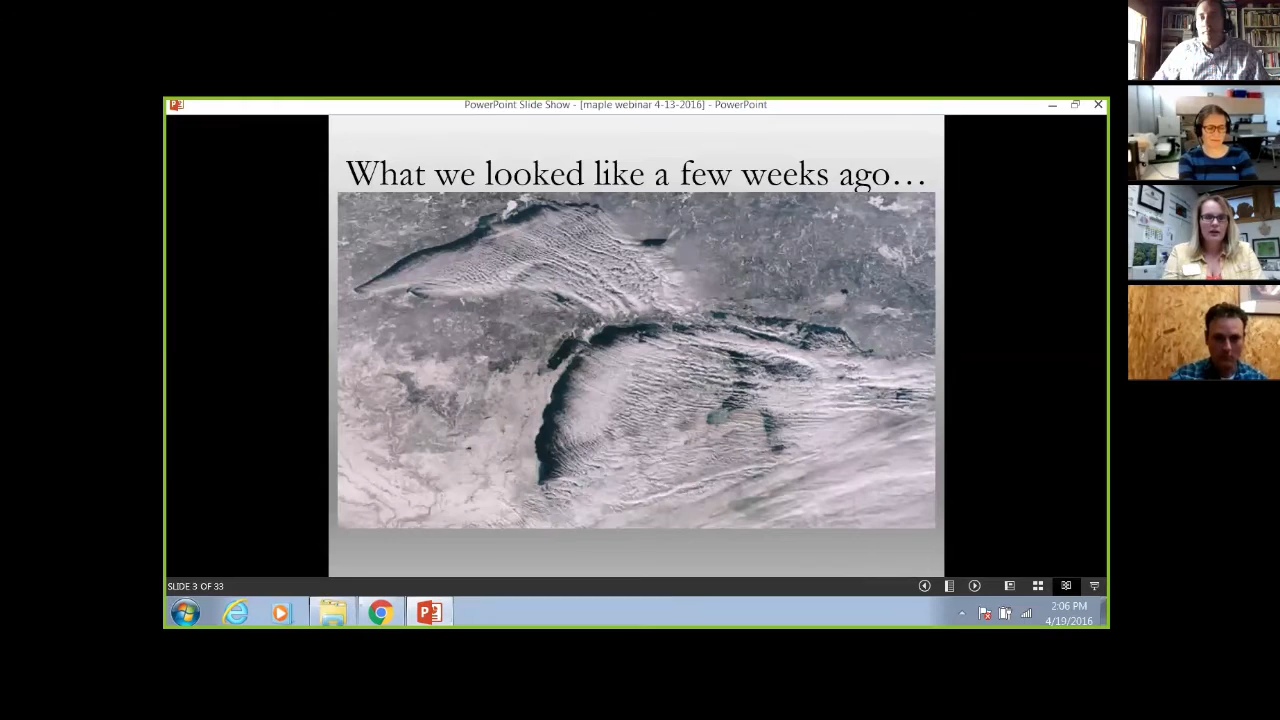 PowerPoint Slide Show - [maple webinar 4-13-2016] - PowerPoint
What we looked like a few weeks ago…
SLIDE 3 OF 33
2:06 PM
4/19/2016